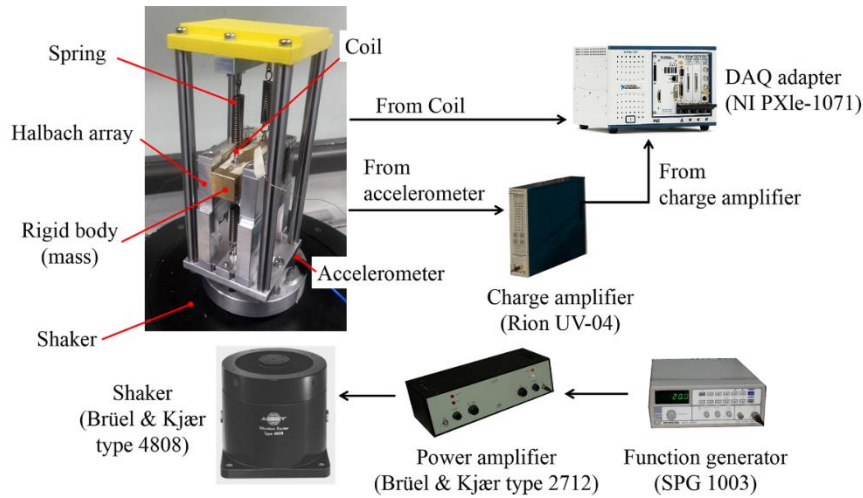 Spring
Coil
Halbach array
Rigid body
(mass)
Shaker
From Coil
From
accelerometer
Accelerometer
DAQ adapter
(NI PXIe-1071)
From
charge amplifier
Charge amplifier
(Rion UV-04)
Shaker
(Brüel & Kjær
type 4808)
Power amplifier
(Brüel & Kjær type 2712)
Function generator
(SPG 1003)
20.0